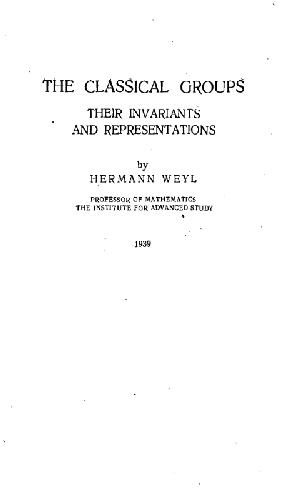 THE CLASSICAL GROUPS
THEIR INVARIANTS
AND REPRESENTATIONS
by
HERMANN WEYL
PROFESSOR OF MATHEMATICS
THE INSTITUTE FOR ADVANCED STUDY
1939